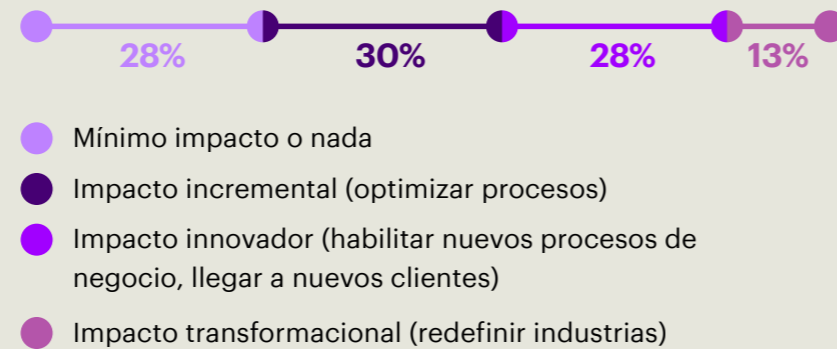 28% 30% 28% 13%
Mínimo impacto o nada
Impacto incremental (optimizar procesos)
Impacto innovador (habilitar nuevos procesos de
negocio, llegar a nuevos clientes)
Impacto transformacional (redefinir industrias)